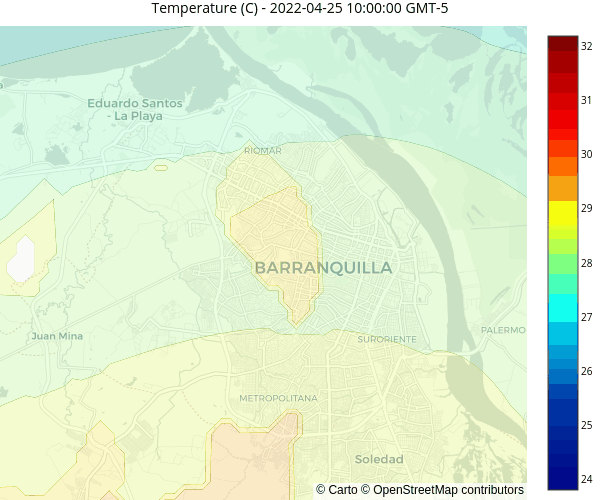 Temperature (C) - 2022-04-25 10:00:00 GMT-5
32
Eduardo Santos
- La Playa
31
RIOMAR
30
29
28
BARRANQUILLA
27
Juan Mina
SURORIENTE
PALERMO
26
METROPOLITANA
25
Soledad
24
© Carto © OpenStreetMap contributors